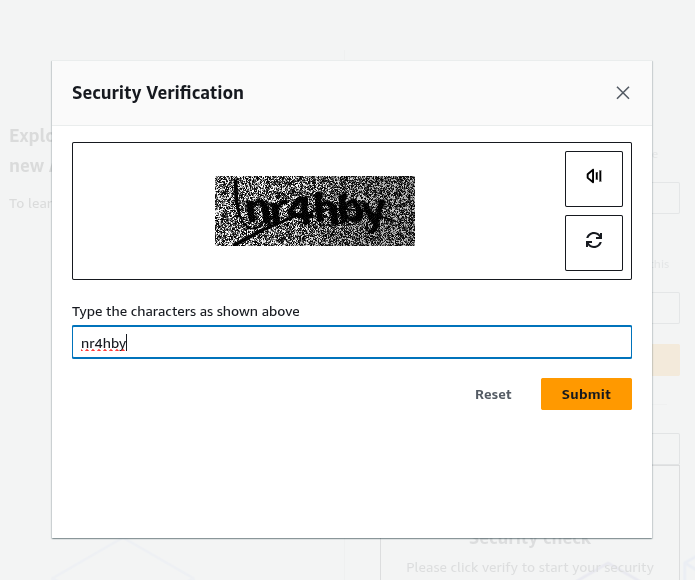 Security Verification
Explo
new
To lear
Type the characters as shown above
nr4hby
Reset
Submit
Security check
Please click verify to start your security